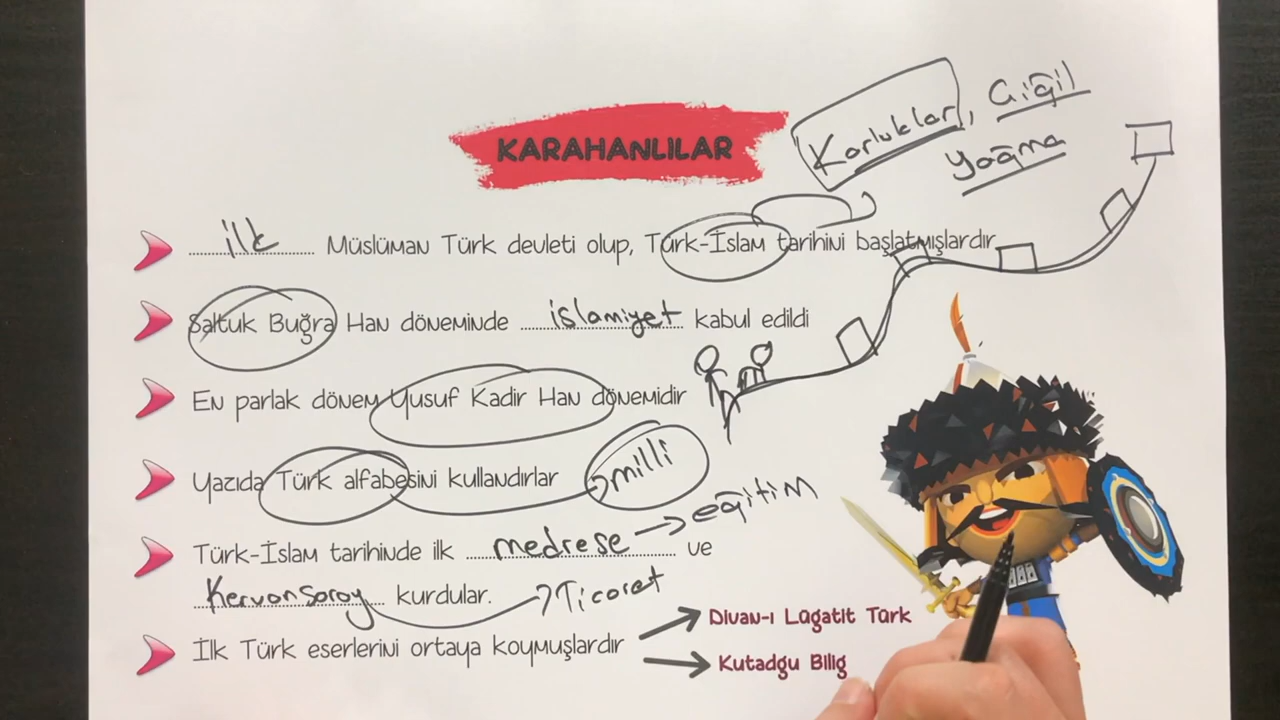 Karluklar, Çiğil
Yağma
KARAHANLILAR
ilk Müslüman Türk devleti olup, Türk-İslam tarihini başlatmışlardır
Saltuk Buğra Han döneminde islamiyet kabul edildi
En parlak dönem Yusuf Kadir Han dönemidir
Yazıda Türk alfabesini kullandırlar milli
Türk-İslam tarihinde ilk medrese ve eğitim
Kervansaray kurdular. Ticaret
İlk Türk eserlerini ortaya koymuşlardır
Divan-ı Lügatit Türk
Kutadgu Bilig